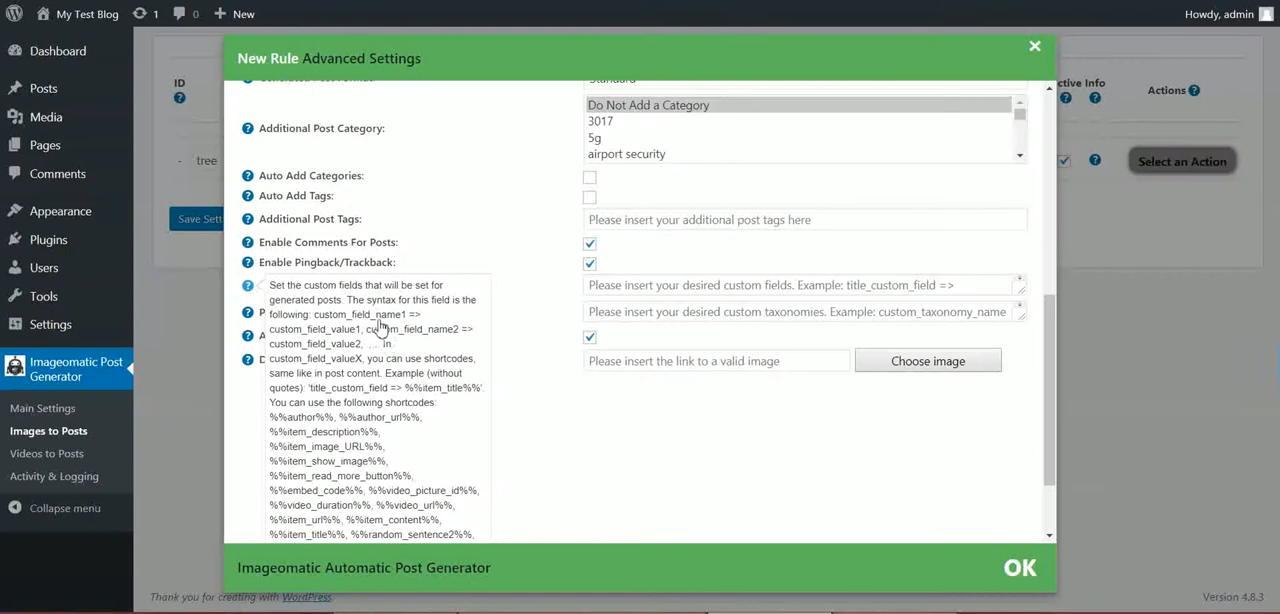 My Test Blog
1
0
New
Howdy, admin
Dashboard
Posts
Media
Pages
Comments
Appearance
Plugins
Users
Tools
Settings
Imageomatic Post
Generator
Main Settings
Images to Posts
Videos to Posts
Activity & Logging
Collapse menu
ID
- tree
Save Sett
New Rule Advanced Settings
Standard
Additional Post Category:
Do Not Add a Category
3017
5g
airport security
Auto Add Categories:
Auto Add Tags:
Additional Post Tags:
Please insert your additional post tags here
Enable Comments For Posts:
Enable Pingback/Trackback:
Set the custom fields that will be set for
generated posts. The syntax for this field is the
following: custom_field_name1 =>
custom_field_value1, custom_field_name2 =>
custom_field_value2, ... In
custom_field_valueX, you can use shortcodes,
same like in post content. Example (without
quotes): 'title_custom_field => %%item_title%%'.
You can use the following shortcodes:
%%author%%, %%author_url%%,
%%item_description%%,
%%item_image_URL%%,
%%item_show_image%%,
%%item_read_more_button%%,
%%embed_code%%, %%video_picture_id%%,
%%video_duration%%, %%video_url%%,
%%item_url%%, %%item_content%%,
%%item_title%%, %%random_sentence2%%,
P
A
D
Please insert your desired custom fields. Example: title_custom_field =>
Please insert your desired custom taxonomies. Example: custom_taxonomy_name
Please insert the link to a valid image
Choose image
Imageomatic Automatic Post Generator
OK
ctive Info
Actions
Select an Action
Thank you for creating with WordPress.
Version 4.8.3